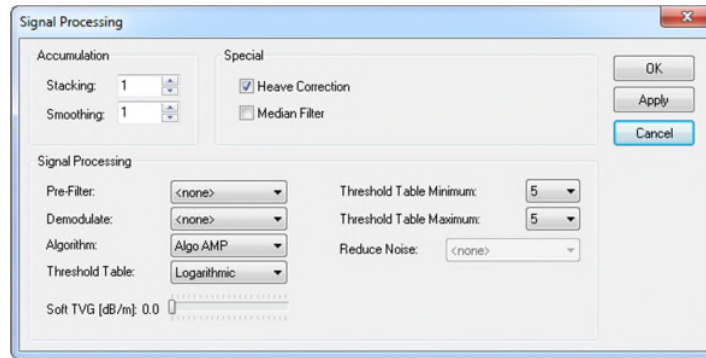 Signal Processing
Accumulation
Stacking: 1
Smoothing: 1
Special
Heave Correction
Median Filter
OK
Apply
Cancel
Signal Processing
Pre-Filter: <none>
Demodulate: <none>
Algorithm: Algo AMP
Threshold Table: Logarithmic
Soft TVG [dB/m]: 0.0
Threshold Table Minimum: 5
Threshold Table Maximum: 5
Reduce Noise: <none>